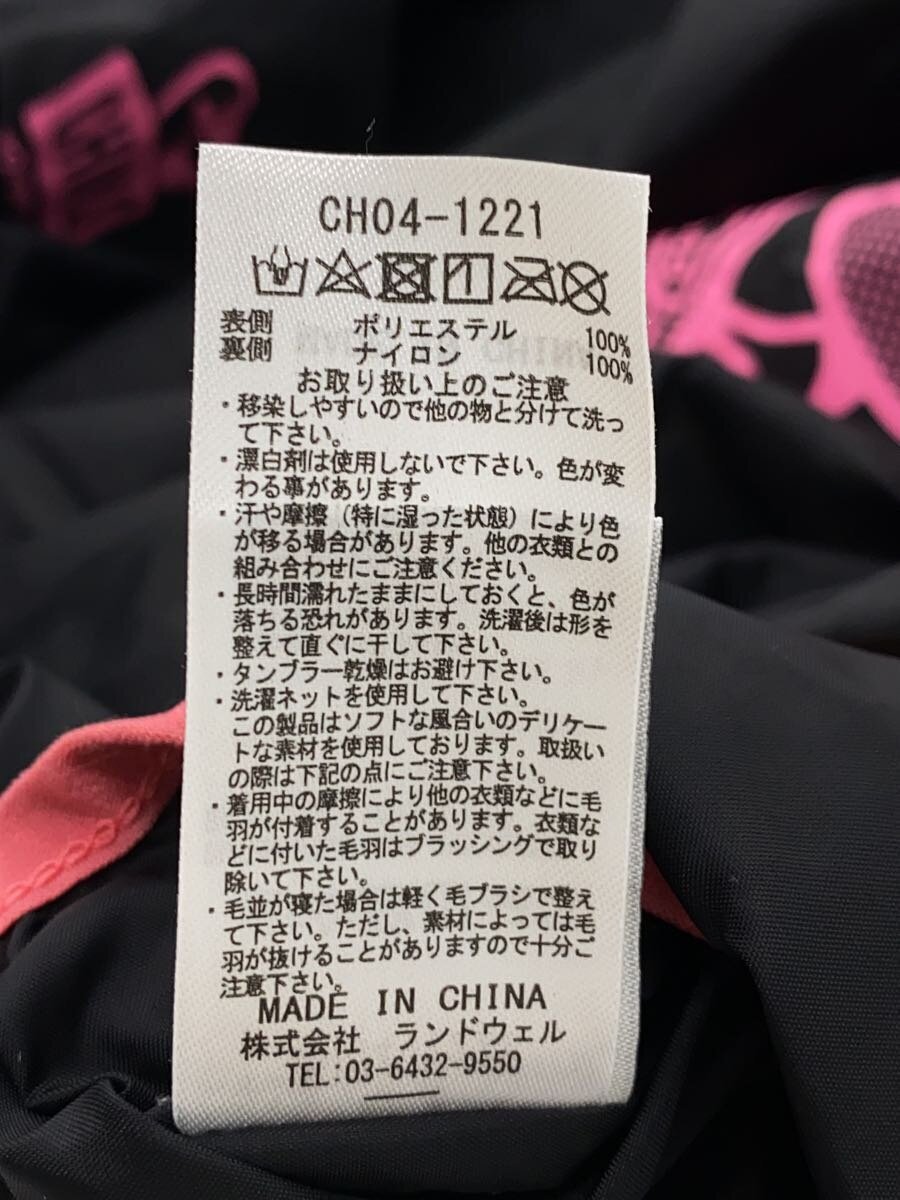 CH04-1221
表側 ポリエステル 100%
裏側 ナイロン 100%
お取り扱い上のご注意
・移染しやすいので他の物と分けて洗っ
て下さい。
・漂白剤は使用しないで下さい。色が変
わる事があります。
・汗や摩擦（特に湿った状態）により色
が移る場合があります。他の衣類との
組み合わせにご注意ください。
・長時間濡れたままにしておくと、色が
落ちる恐れがあります。洗濯後は形を
整えて直ぐに干して下さい。
・タンブラー乾燥はお避け下さい。
・洗濯ネットを使用して下さい。
この製品はソフトな風合いのデリケー
トな素材を使用しております。取扱い
の際は下記の点にご注意下さい。
・着用中の摩擦により他の衣類などに毛
羽が付着することがあります。衣類な
どに付いた毛羽はブラッシングで取り
除いて下さい。
・毛並が寝た場合は軽く毛ブラシで整え
て下さい。ただし、素材によっては毛
羽が抜けることがありますので十分ご
注意下さい。
MADE IN CHINA
株式会社 ランドウェル
TEL:03-6432-9550